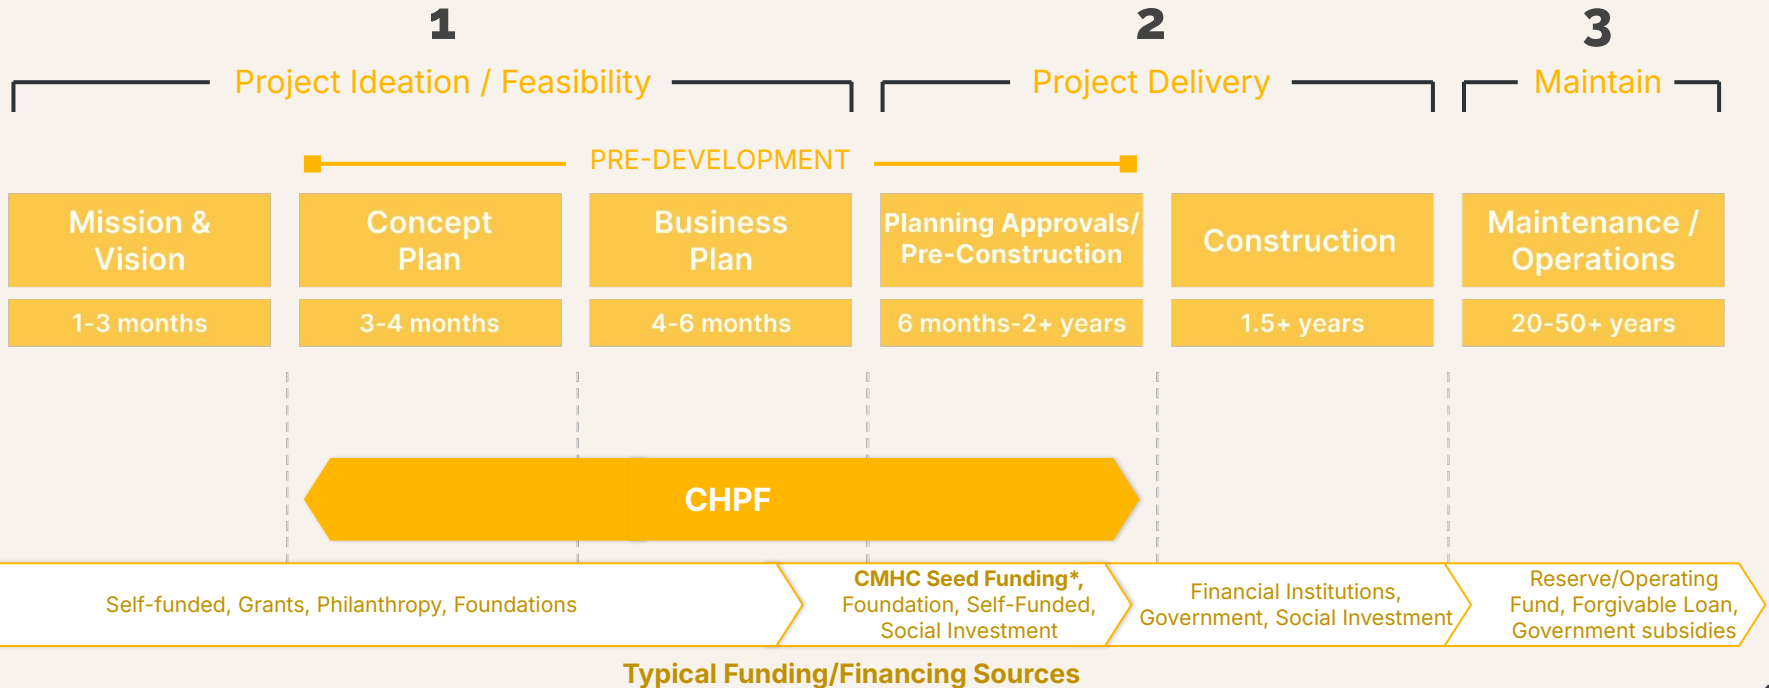 1
2
3
Project Ideation / Feasibility
Project Delivery
Maintain
PRE-DEVELOPMENT
Mission &
Vision
Concept
Plan
Business
Plan
Planning Approvals/
Pre-Construction
Construction
Maintenance /
Operations
1-3 months
3-4 months
4-6 months
6 months-2+ years
1.5+ years
20-50+ years
CHPF
Self-funded, Grants, Philanthropy, Foundations
CMHC Seed Funding*,
Foundation, Self-Funded,
Social Investment
Financial Institutions,
Government, Social Investment
Reserve/Operating
Fund, Forgivable Loan,
Government subsidies
Typical Funding/Financing Sources